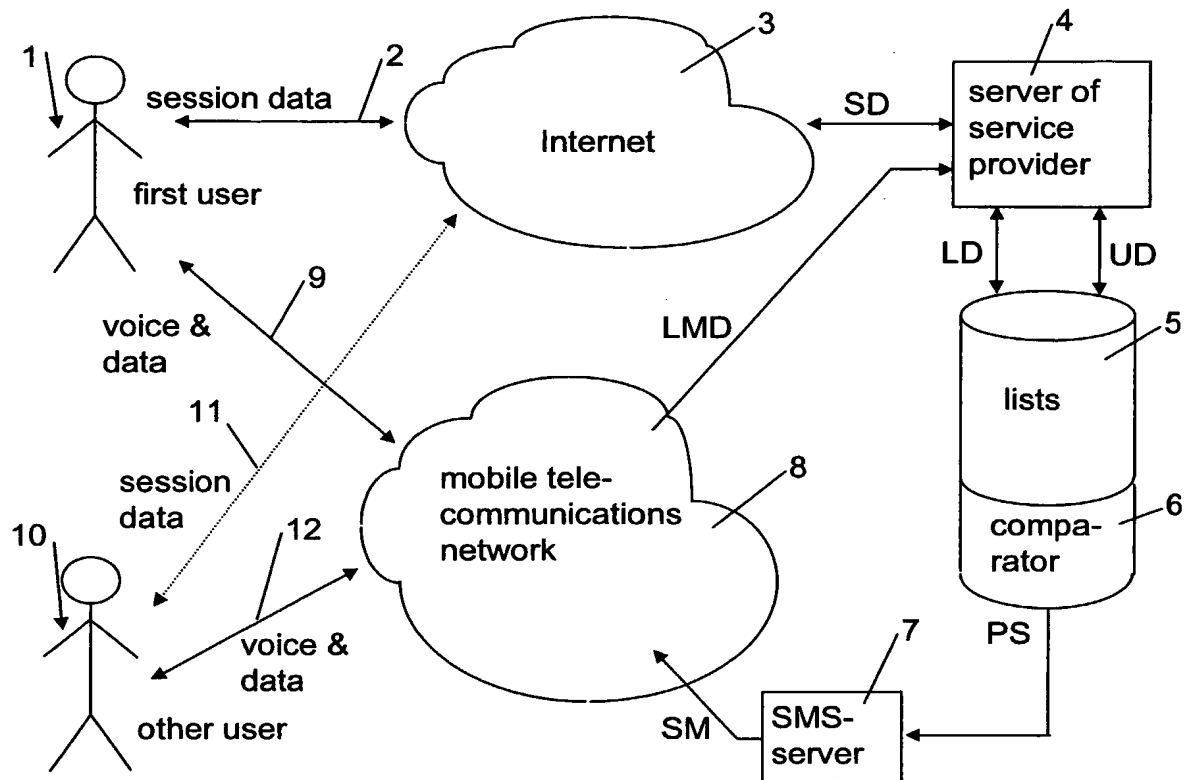 1
session data
2
3
Internet
SD
4
server of
service
provider
first user
LD
UD
9
voice &
data
LMD
5
lists
11
session
data
mobile tele-
communications
network
8
compa-
rator
6
10
12
voice &
data
other user
PS
7
SM
SMS-
server